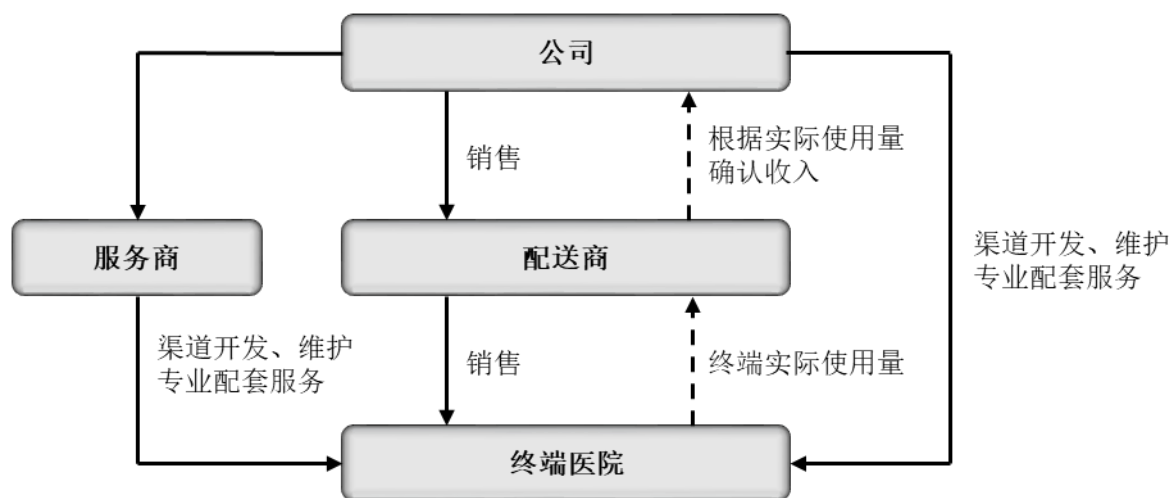 公司
销售
根据实际使用量
确认收入
服务商
配送商
渠道开发、维护
专业配套服务
渠道开发、维护
专业配套服务
销售
终端实际使用量
终端医院